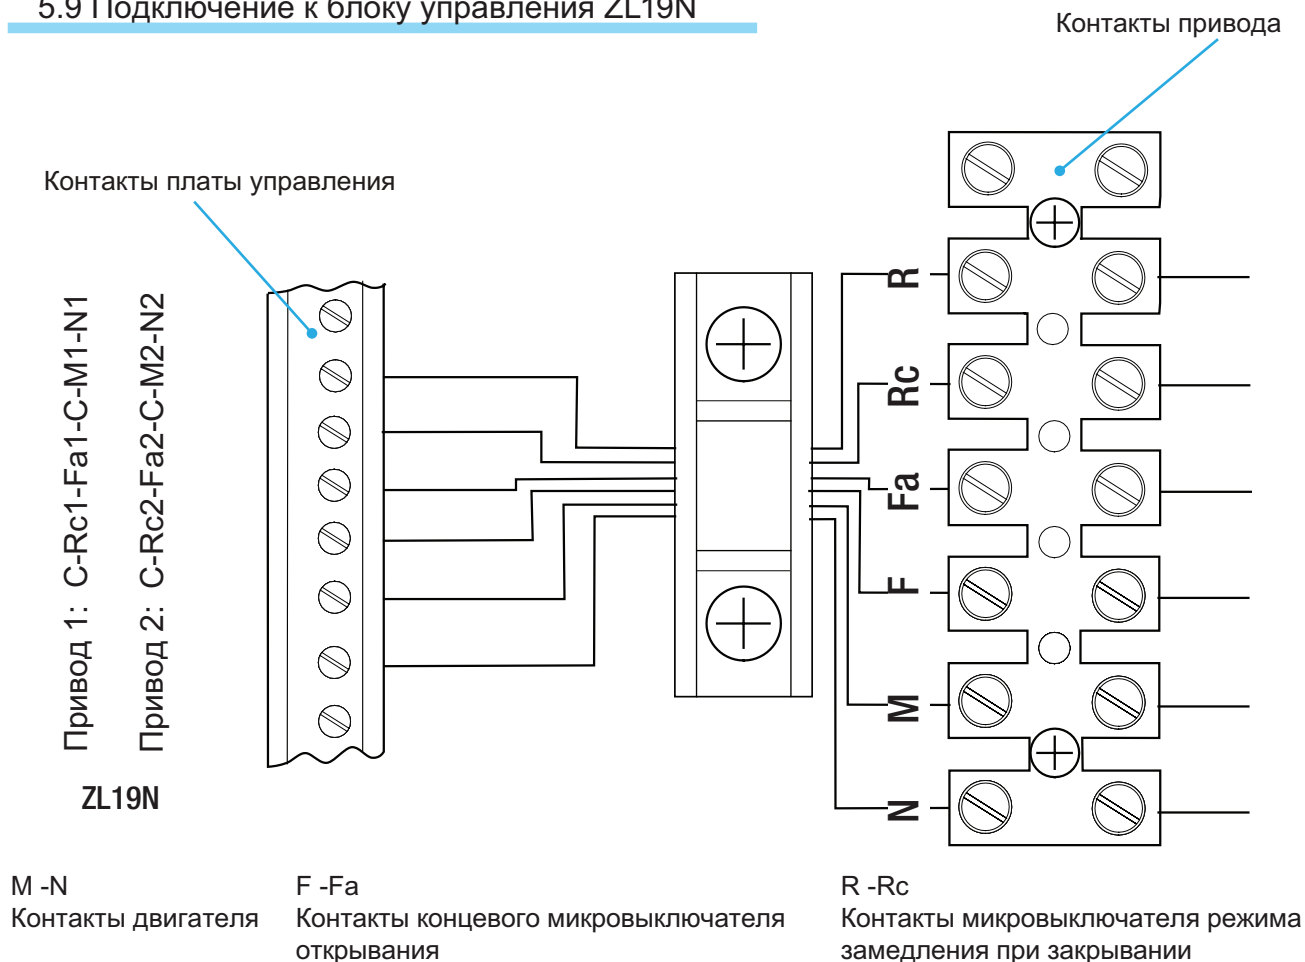 5.9 Подключение к блоку управления ZL19N
Контакты привода
Контакты платы управления
Привод 1: C-Rc1-Fa1-C-M1-N1
Привод 2: C-Rc2-Fa2-C-M2-N2
ZL19N
R
Rc
Fa
F
M
N
M -N
Контакты двигателя
F -Fa
Контакты концевого микровыключателя
открывания
R -Rc
Контакты микровыключателя режима
замедления при закрывании